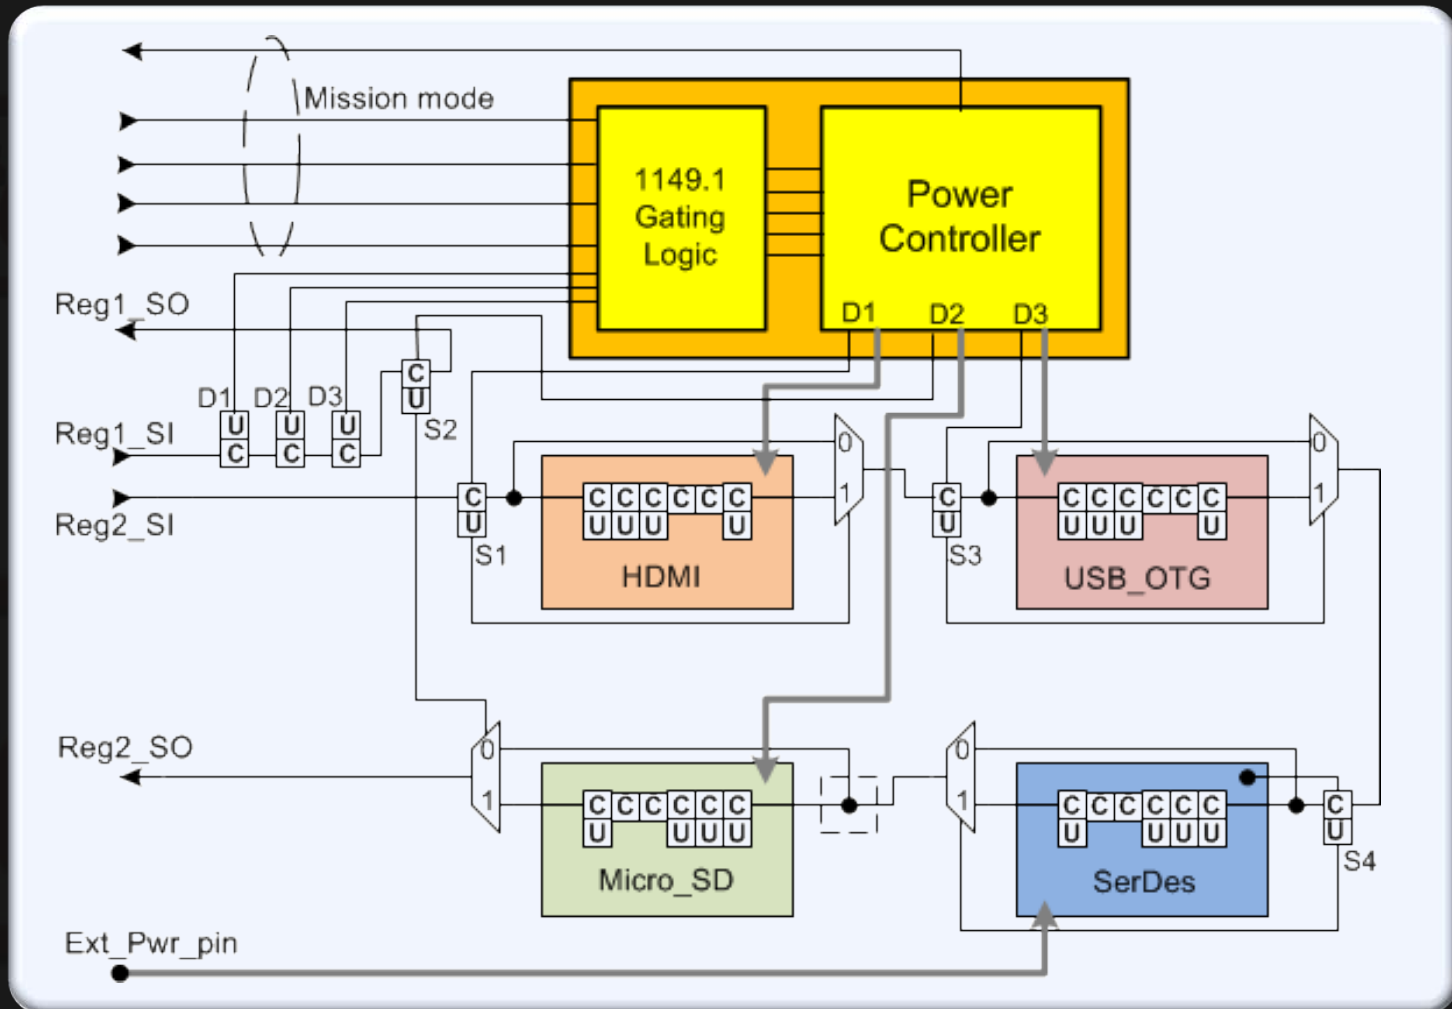 Mission mode
1149.1
Gating
Logic
Power
Controller
D1 D2 D3
Reg1_SO
C
U
S2
D1 D2 D3
U U U
C C C
Reg1_SI
Reg2_SI
C
U
S1
0
1
C C C C C C
U U U U
HDMI
C
U
S3
0
1
C C C C C C
U U U U
USB_OTG
Reg2_SO
0
1
C C C C C C
U U U U
Micro_SD
0
1
C C C C C C
U U U U
SerDes
C
U
S4
Ext_Pwr_pin